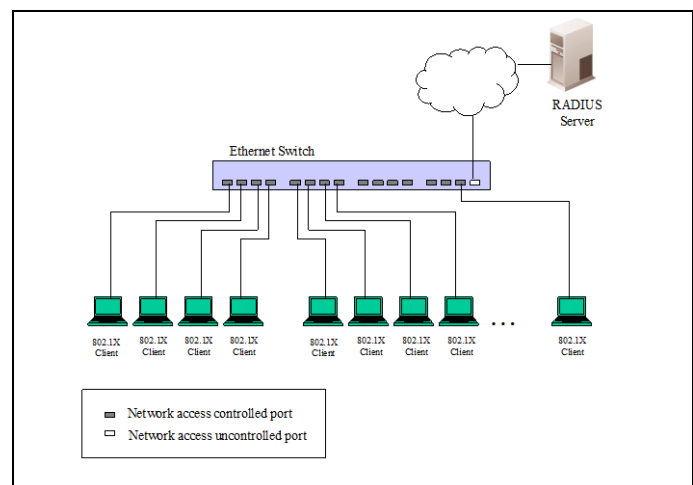 RADIUS
Server
Ethernet Switch
802.1X
Client
802.1X
Client
802.1X
Client
802.1X
Client
802.1X
Client
802.1X
Client
802.1X
Client
802.1X
Client
...
802.1X
Client
Network access controlled port
Network access uncontrolled port